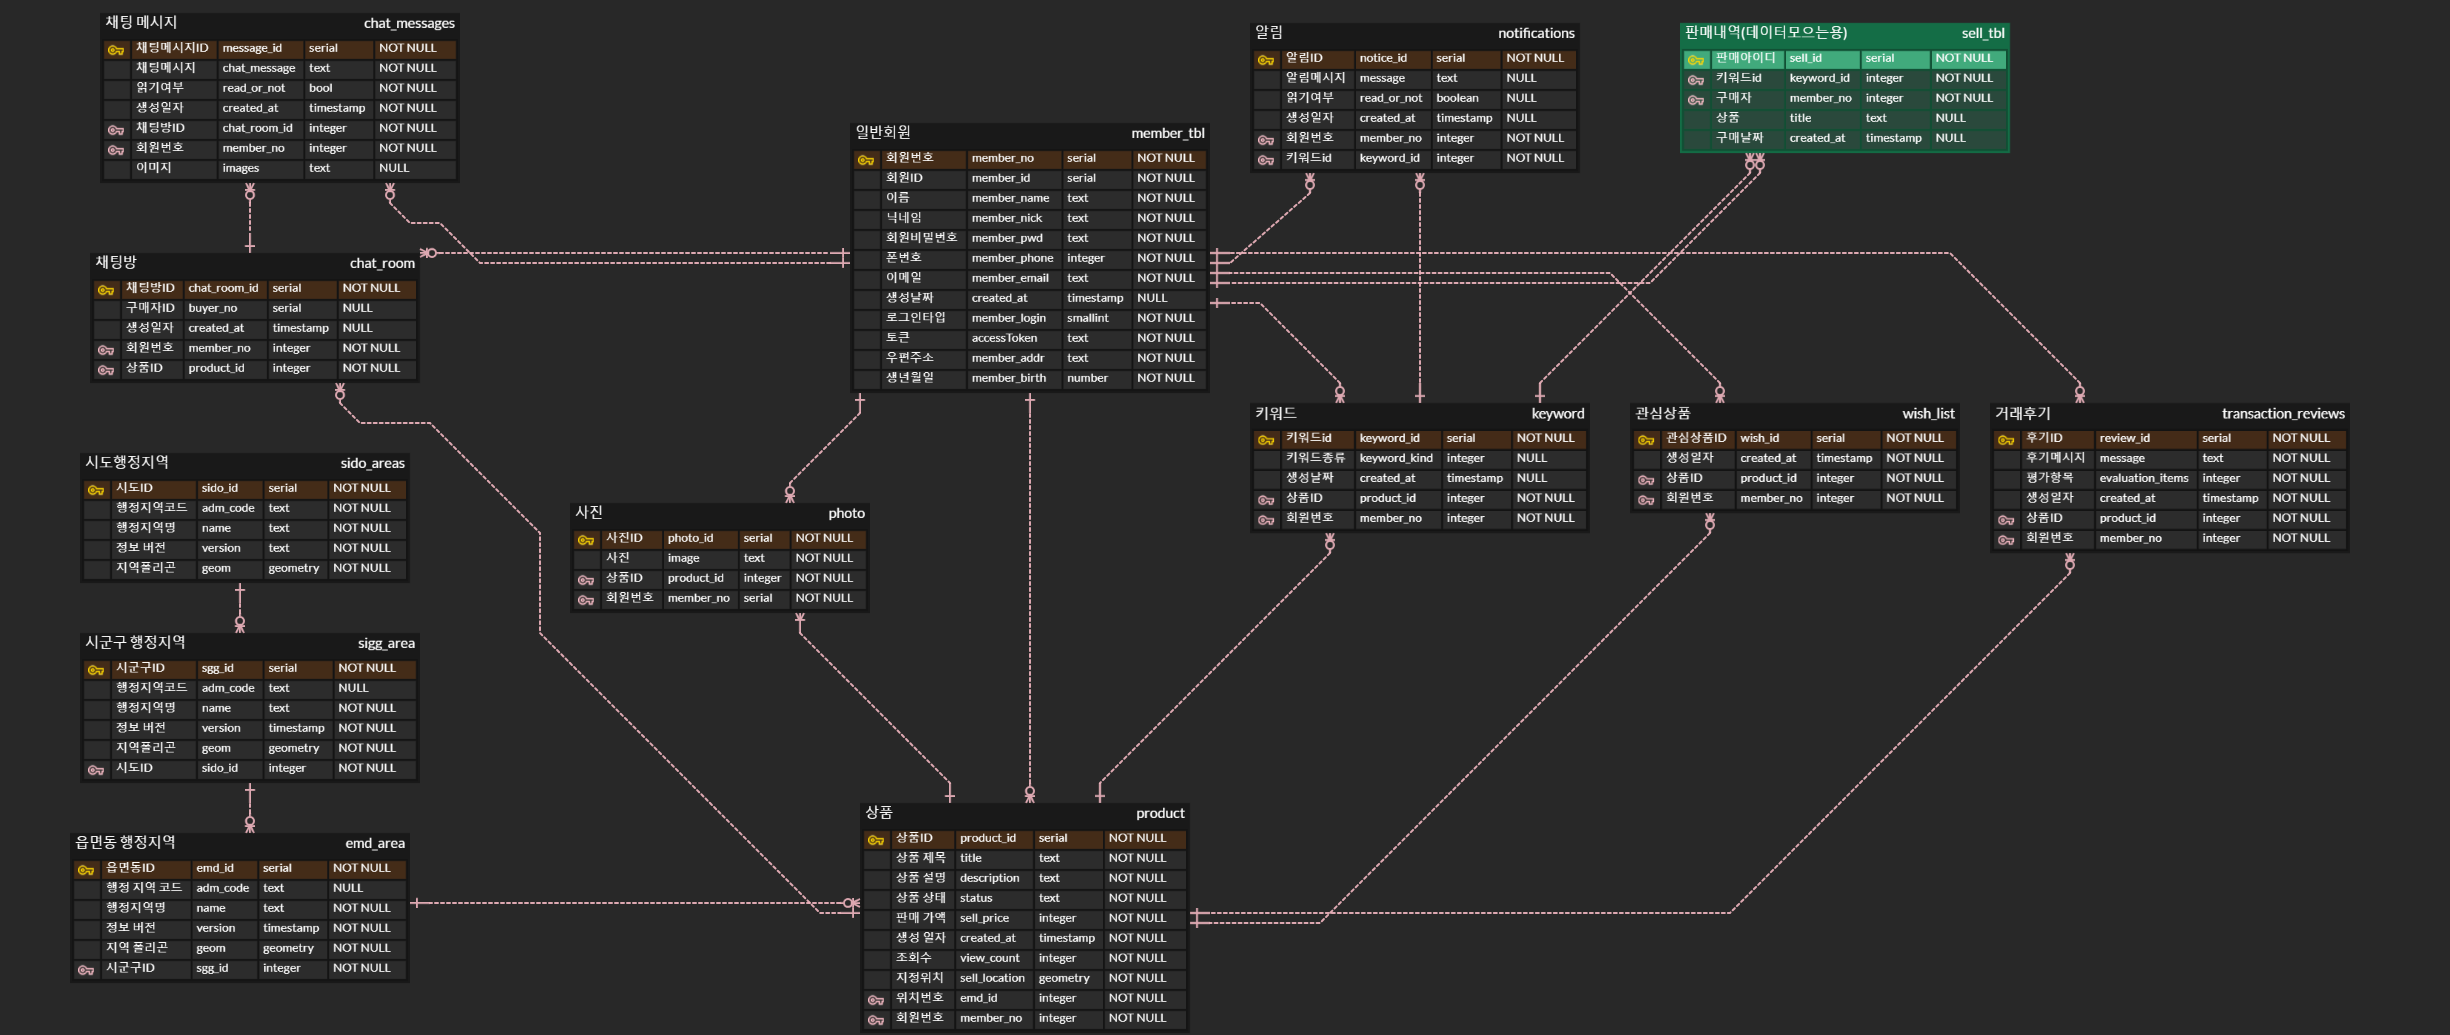 채팅 메시지 chat_messages
채팅메시지ID message_id serial NOT NULL
채팅메시지 chat_message text NOT NULL
읽기여부 read_or_not bool NOT NULL
생성일자 created_at timestamp NOT NULL
채팅방ID chat_room_id integer NOT NULL
회원번호 member_no integer NOT NULL
이미지 images text NULL
알림 notifications
알림ID notice_id serial NOT NULL
알림메시지 message text NULL
읽기여부 read_or_not boolean NULL
생성일자 created_at timestamp NULL
회원번호 member_no integer NOT NULL
키워드id keyword_id integer NOT NULL
판매내역(데이터모으는용) sell_tbl
판매아이디 sell_id serial NOT NULL
키워드id keyword_id integer NOT NULL
구매자 member_no integer NOT NULL
상품 title text NULL
구매날짜 created_at timestamp NULL
일반회원 member_tbl
회원번호 member_no serial NOT NULL
회원ID member_id serial NOT NULL
이름 member_name text NOT NULL
닉네임 member_nick text NOT NULL
회원비밀번호 member_pwd text NOT NULL
폰번호 member_phone integer NOT NULL
이메일 member_email text NOT NULL
생성날짜 created_at timestamp NULL
로그인타입 member_login smallint NOT NULL
토큰 accessToken text NOT NULL
우편주소 member_addr text NOT NULL
생년월일 member_birth number NOT NULL
채팅방 chat_room
채팅방ID chat_room_id serial NOT NULL
구매자ID buyer_no serial NULL
생성일자 created_at timestamp NULL
회원번호 member_no integer NOT NULL
상품ID product_id integer NOT NULL
키워드 keyword
키워드id keyword_id serial NOT NULL
키워드종류 keyword_kind integer NULL
생성날짜 created_at timestamp NULL
상품ID product_id integer NOT NULL
회원번호 member_no integer NOT NULL
관심상품 wish_list
관심상품ID wish_id serial NOT NULL
생성일자 created_at timestamp NOT NULL
상품ID product_id integer NOT NULL
회원번호 member_no integer NOT NULL
거래후기 transaction_reviews
후기ID review_id serial NOT NULL
후기메시지 message text NOT NULL
평가항목 evaluation_items integer NOT NULL
생성일자 created_at timestamp NOT NULL
상품ID product_id integer NOT NULL
회원번호 member_no integer NOT NULL
시도행정지역 sido_areas
시도ID sido_id serial NOT NULL
행정지역코드 adm_code text NOT NULL
행정지역명 name text NOT NULL
정보 버전 version text NOT NULL
지역폴리곤 geom geometry NOT NULL
사진 photo
사진ID photo_id serial NOT NULL
사진 image text NOT NULL
상품ID product_id integer NOT NULL
회원번호 member_no serial NOT NULL
시군구 행정지역 sigg_area
시군구ID sgg_id serial NOT NULL
행정지역코드 adm_code text NULL
행정지역명 name text NOT NULL
정보 버전 version timestamp NOT NULL
지역폴리곤 geom geometry NOT NULL
시도ID sido_id integer NOT NULL
읍면동 행정지역 emd_area
읍면동ID emd_id serial NOT NULL
행정 지역 코드 adm_code text NULL
행정지역명 name text NOT NULL
정보 버전 version timestamp NOT NULL
지역 폴리곤 geom geometry NOT NULL
시군구ID sgg_id integer NOT NULL
상품 product
상품ID product_id serial NOT NULL
상품 제목 title text NOT NULL
상품 설명 description text NOT NULL
상품 상태 status text NOT NULL
판매 가액 sell_price integer NOT NULL
생성 일자 created_at timestamp NOT NULL
조회수 view_count integer NOT NULL
지정위치 sell_location geometry NOT NULL
위치번호 emd_id integer NOT NULL
회원번호 member_no integer NOT NULL